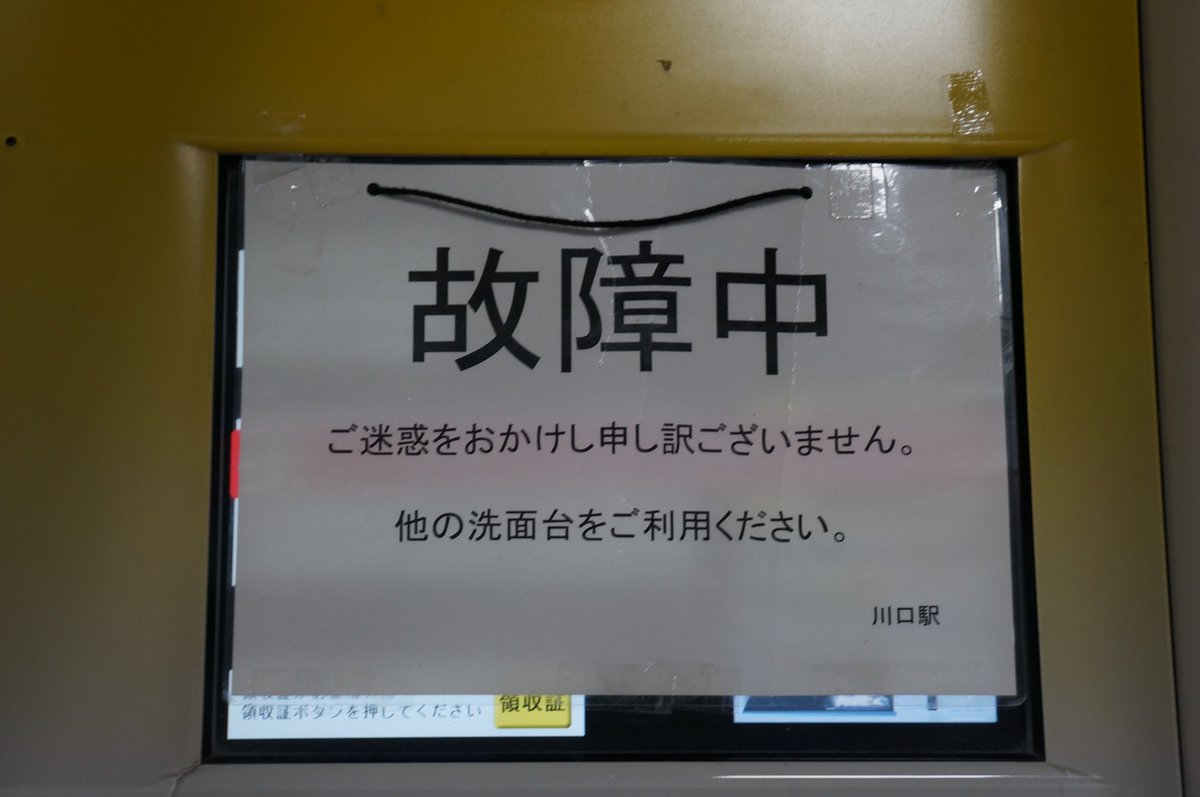 故障中
ご迷惑をおかけし申し訳ございません。
他の洗面台をご利用ください。
川口駅
領収証ボタンを押してください
領収証